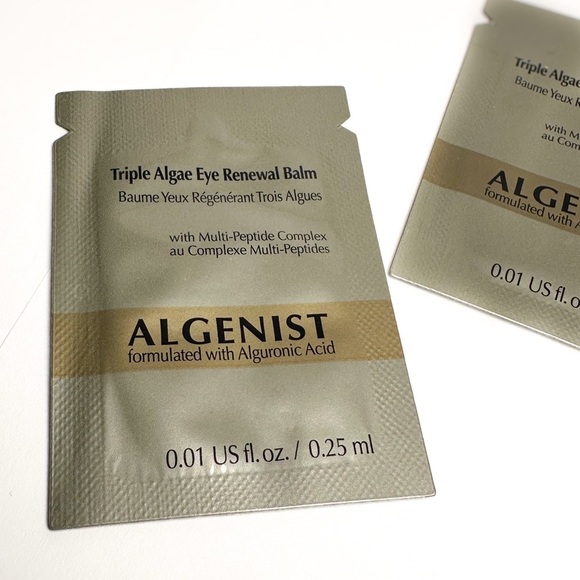 Triple Algae Eye Renewal Balm
Baume Yeux Régénérant Trois Algues
with Multi-Peptide Complex
au Complexe Multi-Peptides
ALGENIST
formulated with Alguronic Acid
0.01 US fl. oz. / 0.25 ml
Triple Algae
Baume Yeux
with
au Com
ALGE
formulated with
0.01 US fl. o